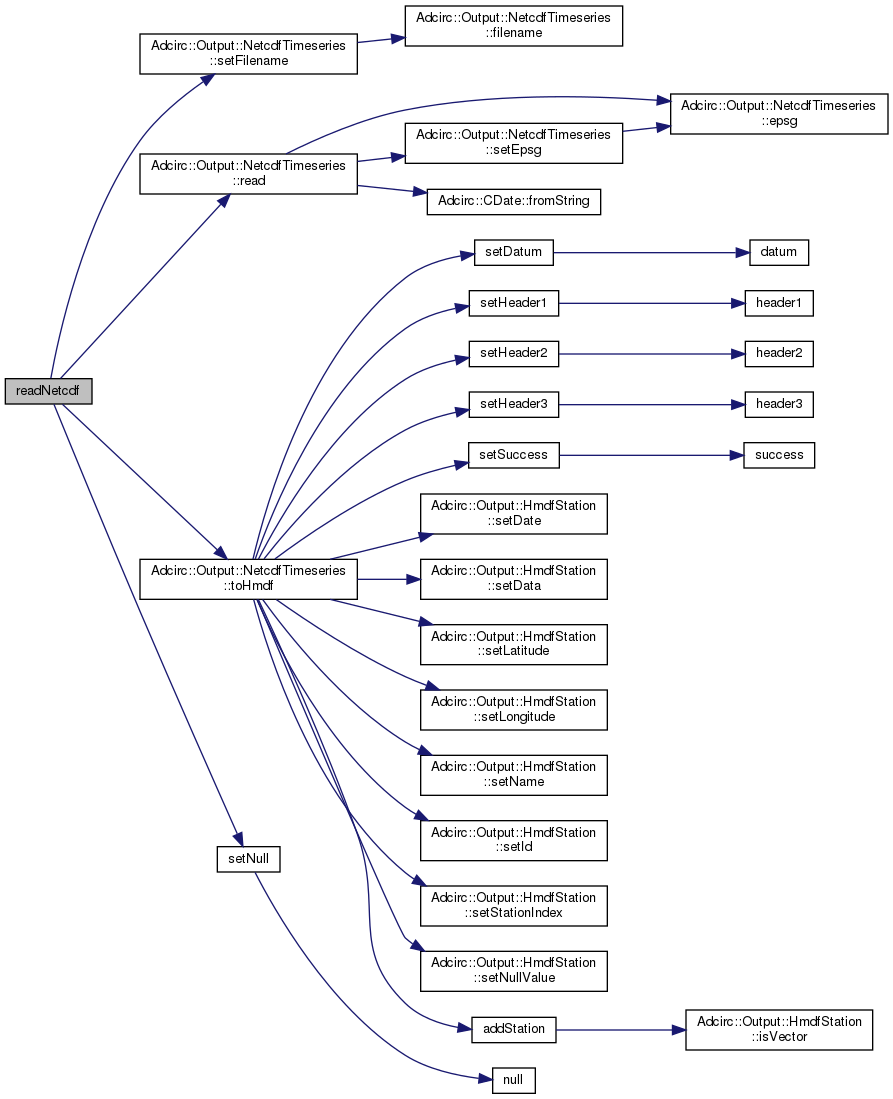 Adcirc::Output::NetcdfTimeseries
::filename
Adcirc::Output::NetcdfTimeseries
::setFilename
Adcirc::Output::NetcdfTimeseries
::epsg
Adcirc::Output::NetcdfTimeseries
::setEpsg
Adcirc::Output::NetcdfTimeseries
::read
Adcirc::CDate::fromString
setDatum
datum
setHeader1
header1
setHeader2
header2
readNetcdf
setHeader3
header3
setSuccess
success
Adcirc::Output::HmdfStation
::setDate
Adcirc::Output::NetcdfTimeseries
::toHmdf
Adcirc::Output::HmdfStation
::setData
Adcirc::Output::HmdfStation
::setLatitude
Adcirc::Output::HmdfStation
::setLongitude
Adcirc::Output::HmdfStation
::setName
Adcirc::Output::HmdfStation
::setId
setNull
Adcirc::Output::HmdfStation
::setStationIndex
Adcirc::Output::HmdfStation
::setNullValue
addStation
Adcirc::Output::HmdfStation
::isVector
null